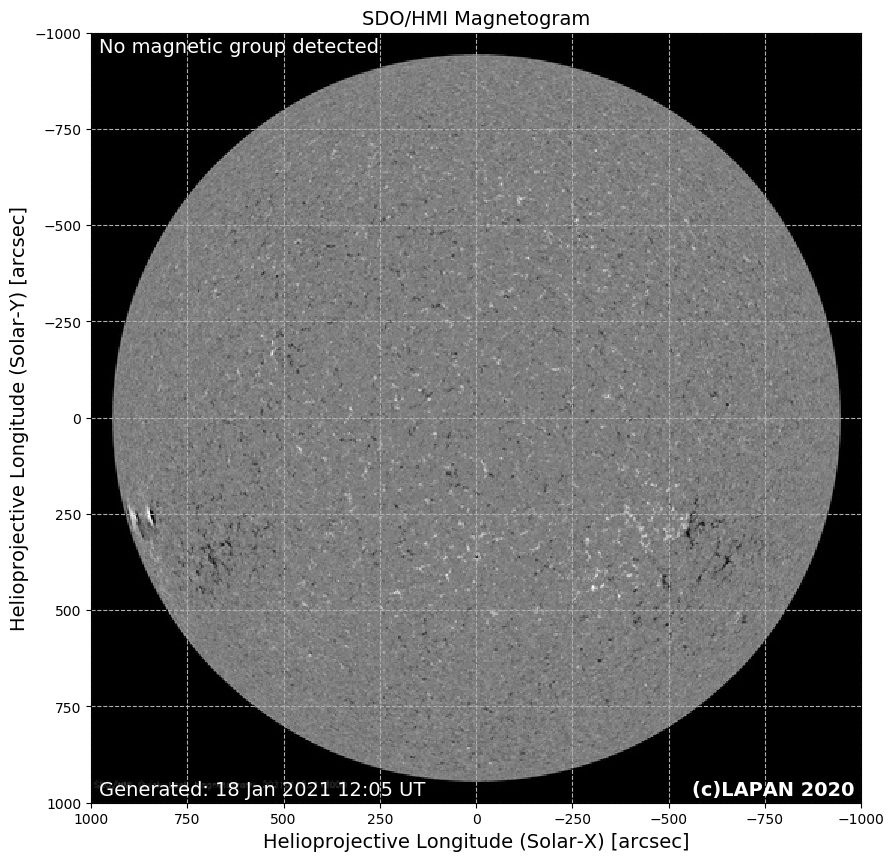 SDO/HMI Magnetogram
No magnetic group detected
−1000
−750
−500
−250
0
250
500
750
1000
Helioprojective Longitude (Solar-Y) [arcsec]
Generated: 18 Jan 2021 12:05 UT
(c)LAPAN 2020
1000 750 500 250 0 −250 −500 −750 −1000
Helioprojective Longitude (Solar-X) [arcsec]